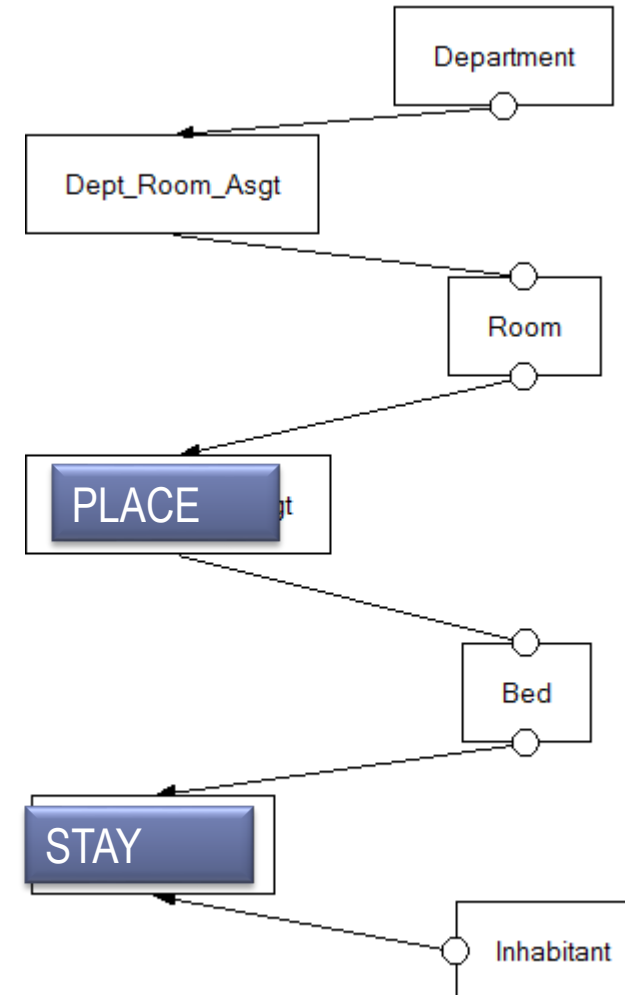 Department
Dept_Room_Asgt
Room
PLACE
gt
Bed
STAY
Inhabitant